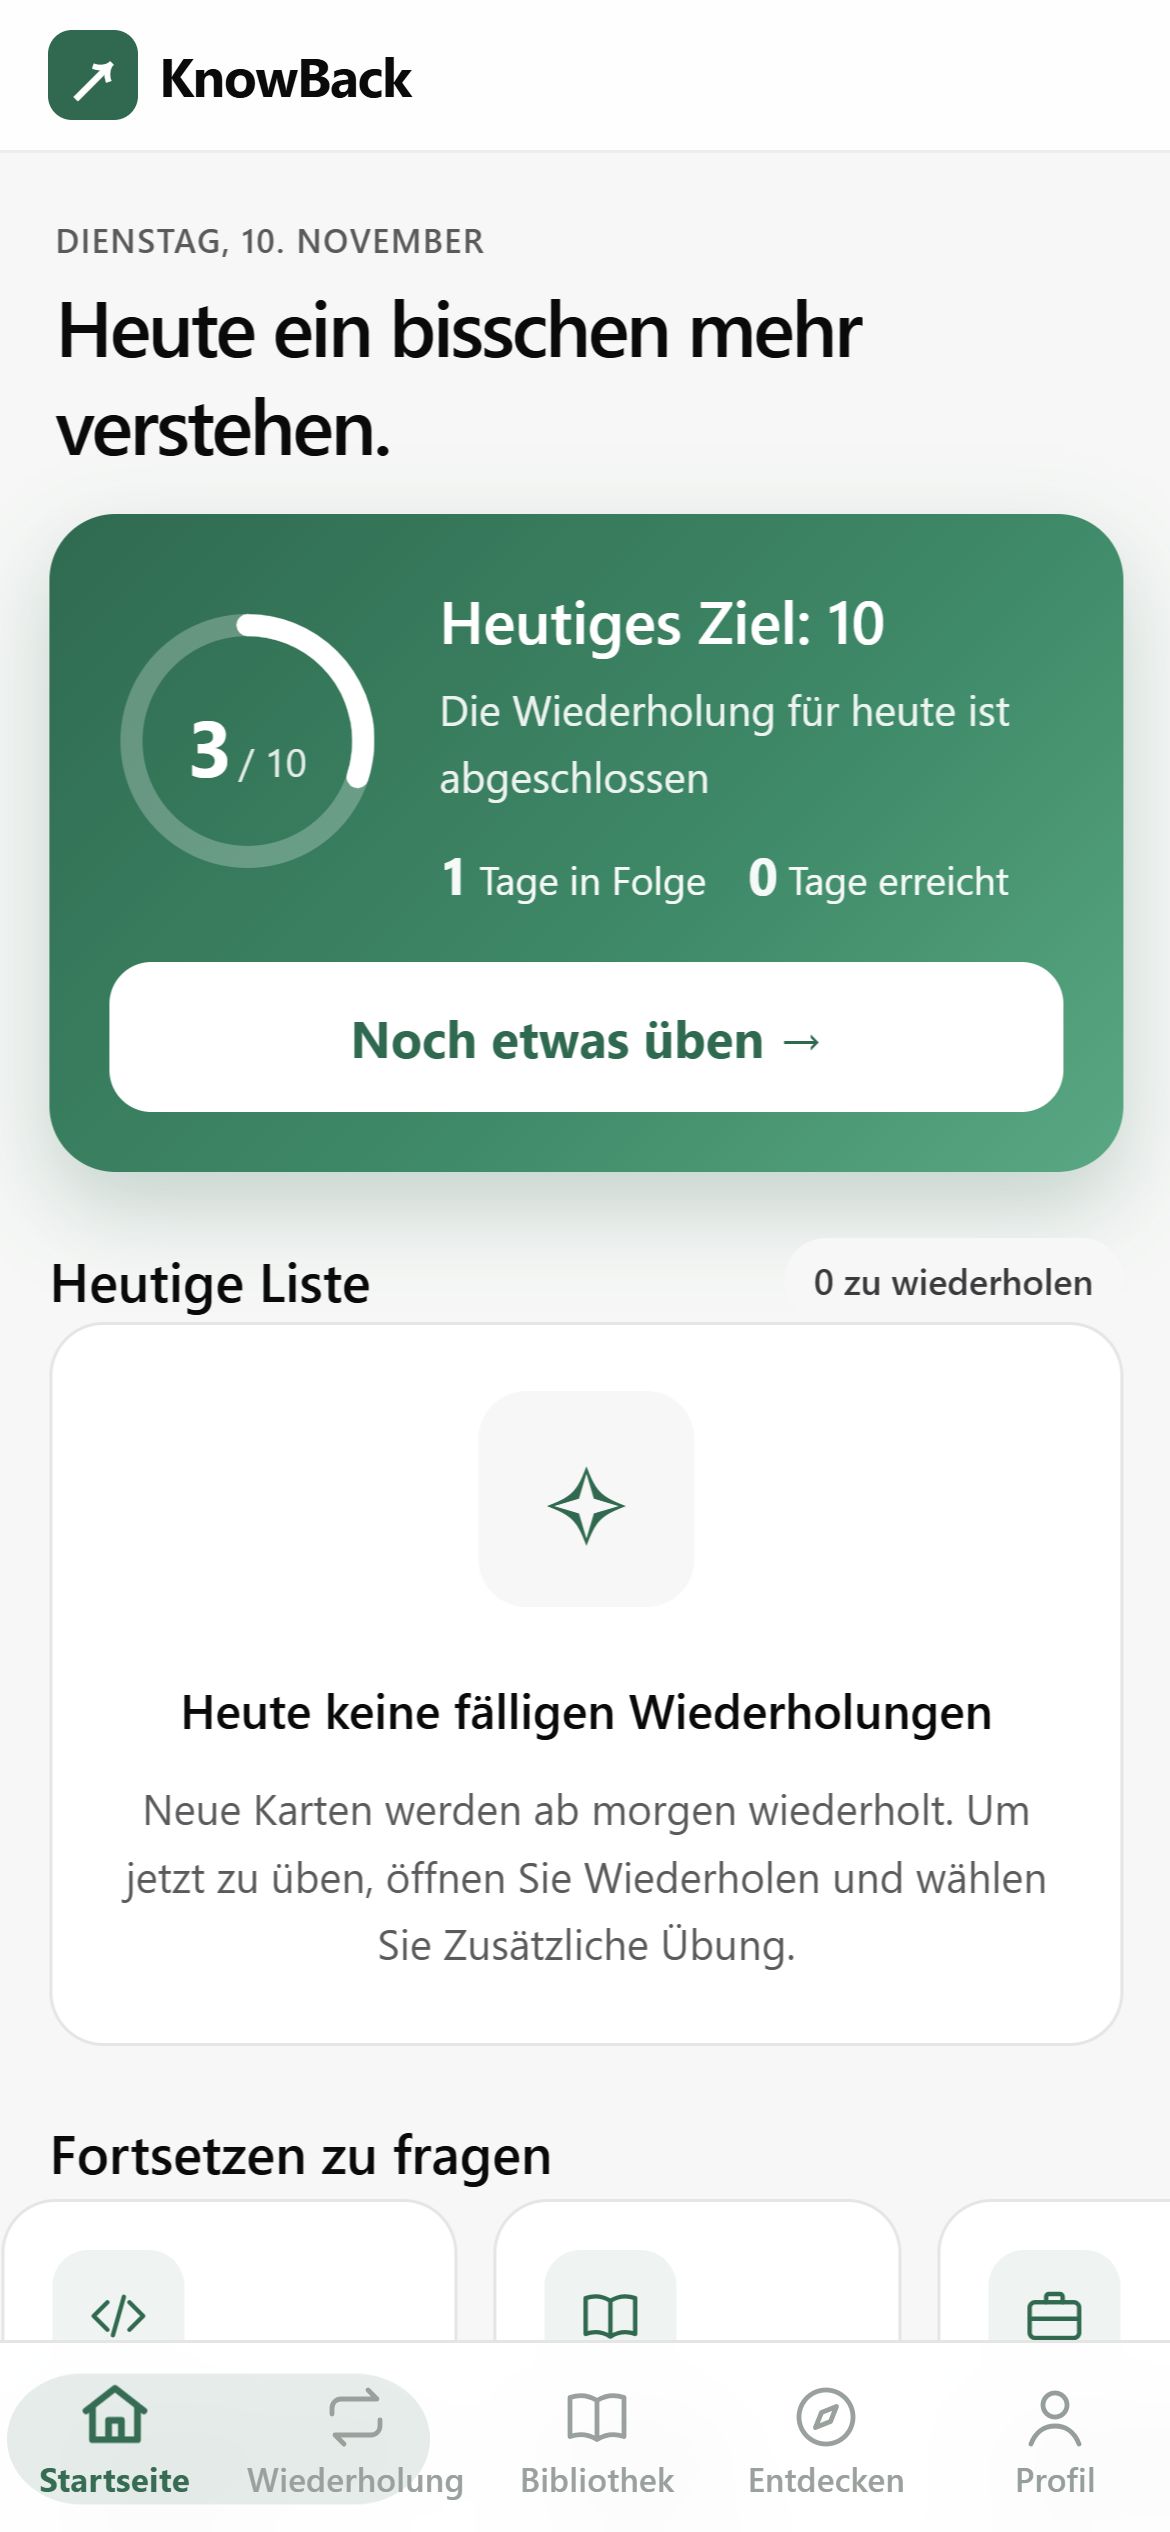 KnowBack
DIENSTAG, 10. NOVEMBER
Heute ein bisschen mehr
verstehen.
3 / 10
Heutiges Ziel: 10
Die Wiederholung für heute ist
abgeschlossen
1 Tage in Folge 0 Tage erreicht
Noch etwas üben →
Heutige Liste
0 zu wiederholen
Heute keine fälligen Wiederholungen
Neue Karten werden ab morgen wiederholt. Um
jetzt zu üben, öffnen Sie Wiederholen und wählen
Sie Zusätzliche Übung.
Fortsetzen zu fragen
Startseite
Wiederholung
Bibliothek
Entdecken
Profil